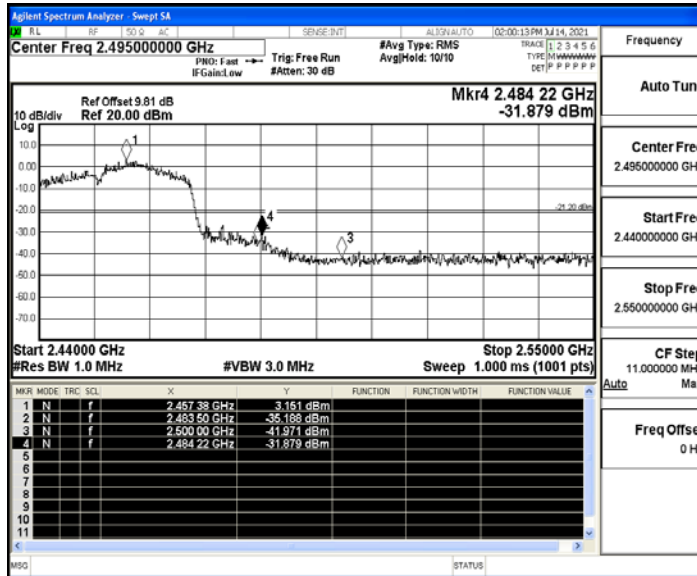 Agilent Spectrum Analyzer - Swept SA
RL RF 50 Ω AC SENSE:INT ALIGNAUTO 02:00:13 PM Jul 14, 2021
Center Freq 2.495000000 GHz
PNO: Fast
IFGain:Low
Trig: Free Run
#Atten: 30 dB
#Avg Type: RMS
Avg|Hold: 10/10
TRACE 1 2 3 4 5 6
TYPE M
DET P P P P P P
Ref Offset 9.81 dB
10 dB/div Ref 20.00 dBm
Mkr4 2.484 22 GHz
-31.879 dBm
Log
10.0
0.00
-10.0
-20.0
-30.0
-40.0
-50.0
-60.0
-70.0
1
4
3
-21.20 dBm
Start 2.44000 GHz Stop 2.55000 GHz
#Res BW 1.0 MHz #VBW 3.0 MHz Sweep 1.000 ms (1001 pts)
MKR MODE TRC SCL X Y FUNCTION FUNCTION WIDTH FUNCTION VALUE
1 N f 2.457 38 GHz 3.151 dBm
2 N f 2.483 50 GHz -35.188 dBm
3 N f 2.500 00 GHz -41.971 dBm
4 N f 2.484 22 GHz -31.879 dBm
5
6
7
8
9
10
11
MSG STATUS
Frequency
Auto Tun
Center Fre
2.495000000 GH
Start Fre
2.440000000 GH
Stop Fre
2.550000000 GH
CF Step
11.000000 MH
Auto Ma
Freq Offse
0 H